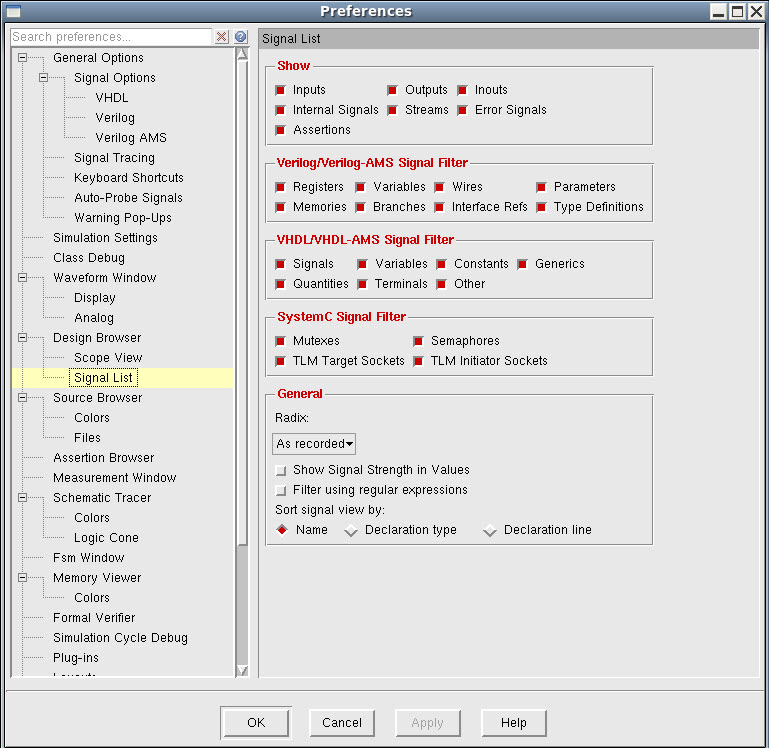 Preferences
Search preferences...
General Options
Signal Options
VHDL
Verilog
Verilog AMS
Signal Tracing
Keyboard Shortcuts
Auto-Probe Signals
Warning Pop-Ups
Simulation Settings
Class Debug
Waveform Window
Display
Analog
Design Browser
Scope View
Signal List
Source Browser
Colors
Files
Assertion Browser
Measurement Window
Schematic Tracer
Colors
Logic Cone
Fsm Window
Memory Viewer
Colors
Formal Verifier
Simulation Cycle Debug
Plug-ins
Signal List
Show
Inputs Outputs Inouts
Internal Signals Streams Error Signals
Assertions
Verilog/Verilog-AMS Signal Filter
Registers Variables Wires Parameters
Memories Branches Interface Refs Type Definitions
VHDL/VHDL-AMS Signal Filter
Signals Variables Constants Generics
Quantities Terminals Other
SystemC Signal Filter
Mutexes Semaphores
TLM Target Sockets TLM Initiator Sockets
General
Radix:
As recorded
Show Signal Strength in Values
Filter using regular expressions
Sort signal view by:
Name Declaration type Declaration line
OK Cancel Apply Help